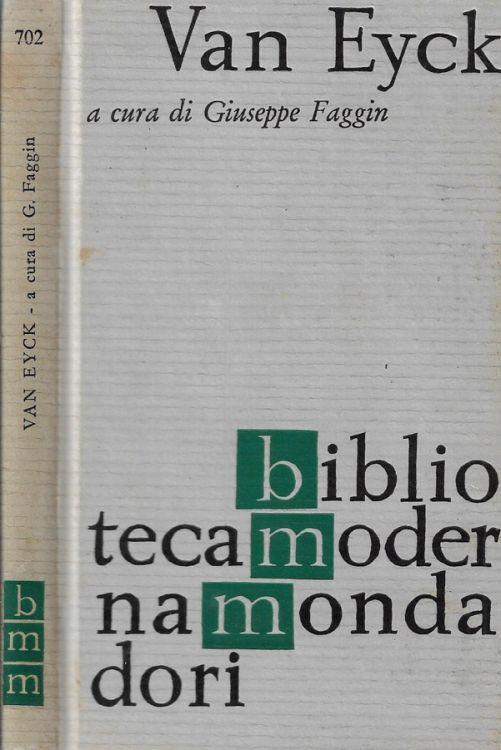 702
VAN EYCK - a cura di G. Faggin
b
m
m
Van Eyck
a cura di Giuseppe Faggin
biblio
tecamoder
namonda
dori